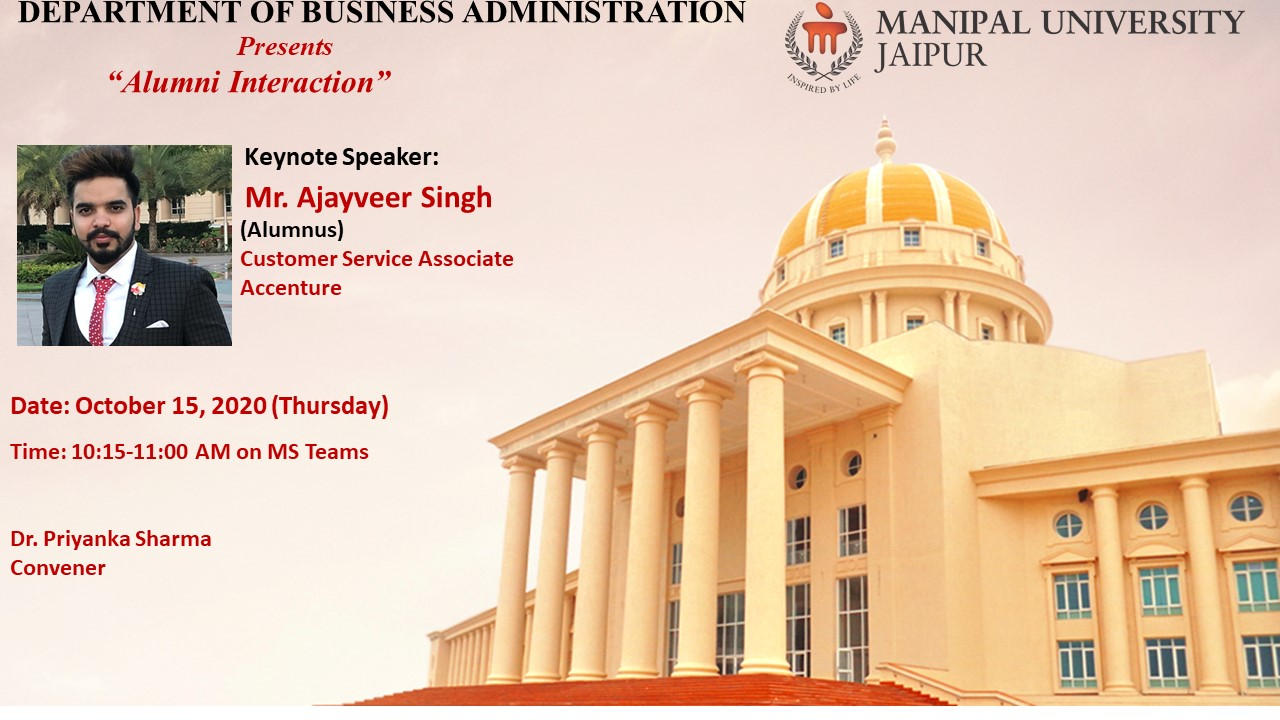 DEPARTMENT OF BUSINESS ADMINISTRATION
Presents
“Alumni Interaction”
MANIPAL UNIVERSITY
JAIPUR
INSPIRED BY LIFE
Keynote Speaker:
Mr. Ajayveer Singh
(Alumnus)
Customer Service Associate
Accenture
Date: October 15, 2020 (Thursday)
Time: 10:15-11:00 AM on MS Teams
Dr. Priyanka Sharma
Convener